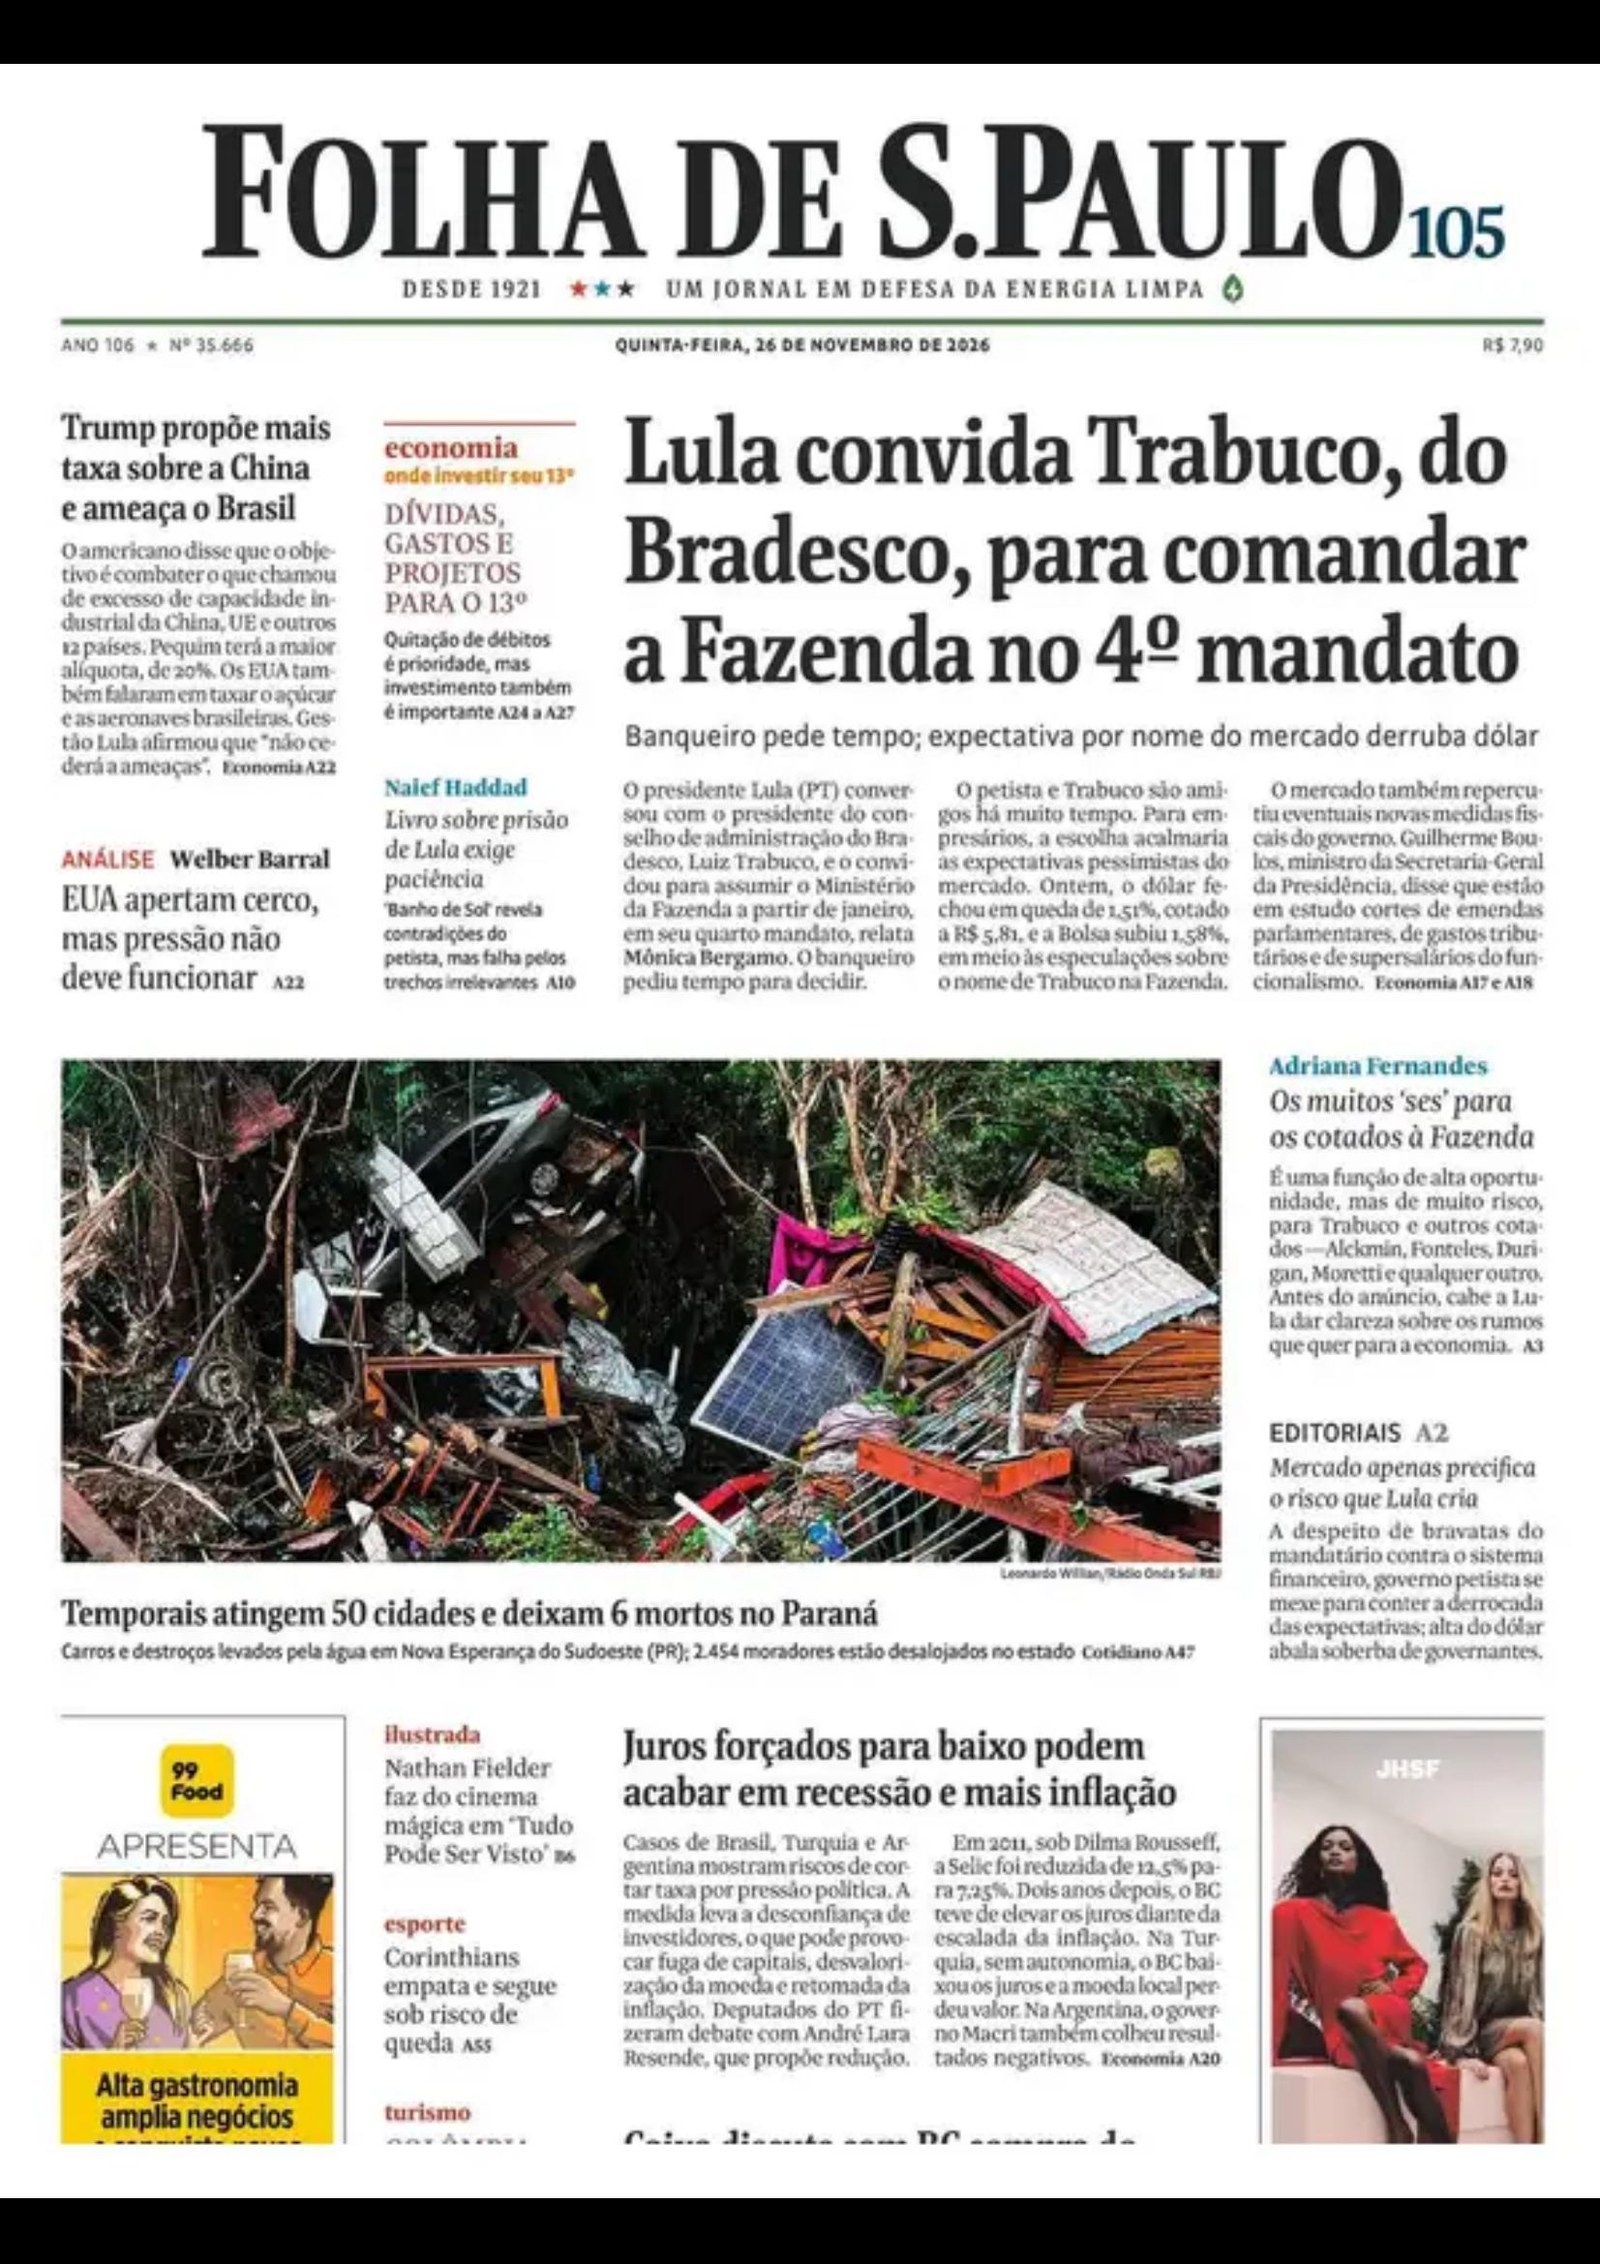 FOLHA DE S.PAULO 105
DESDE 1921 ★★★ UM JORNAL EM DEFESA DA ENERGIA LIMPA
ANO 106 ★ Nº 35.666
QUINTA-FEIRA, 26 DE NOVEMBRO DE 2026
R$ 7,90
Trump propõe mais
taxa sobre a China
e ameaça o Brasil
O americano disse que o obje-
tivo é combater o que chamou
de excesso de capacidade in-
dustrial da China, UE e outros
12 países. Pequim terá a maior
alíquota, de 20%. Os EUA tam-
bém falaram em taxar o açúcar
e as aeronaves brasileiras. Ges-
tão Lula afirmou que "não ce-
derá a ameaças". Economia A22
ANÁLISE Welber Barral
EUA apertam cerco,
mas pressão não
deve funcionar A22
economia
onde investir seu 13º
DÍVIDAS,
GASTOS E
PROJETOS
PARA O 13º
Quitação de débitos
é prioridade, mas
investimento também
é importante A24 a A27
Naief Haddad
Livro sobre prisão
de Lula exige
paciência
'Banho de Sol' revela
contradições do
petista, mas falha pelos
trechos irrelevantes A10
Lula convida Trabuco, do
Bradesco, para comandar
a Fazenda no 4º mandato
Banqueiro pede tempo; expectativa por nome do mercado derruba dólar
O presidente Lula (PT) conver-
sou com o presidente do con-
selho de administração do Bra-
desco, Luiz Trabuco, e o convi-
dou para assumir o Ministério
da Fazenda a partir de janeiro,
em seu quarto mandato, relata
Mônica Bergamo. O banqueiro
pediu tempo para decidir.
O petista e Trabuco são ami-
gos há muito tempo. Para em-
presários, a escolha acalmaria
as expectativas pessimistas do
mercado. Ontem, o dólar fe-
chou em queda de 1,51%, cotado
a R$ 5,81, e a Bolsa subiu 1,58%,
em meio às especulações sobre
o nome de Trabuco na Fazenda.
O mercado também repercu-
tiu eventuais novas medidas fis-
cais do governo. Guilherme Bou-
los, ministro da Secretaria-Geral
da Presidência, disse que estão
em estudo cortes de emendas
parlamentares, de gastos tribu-
tários e de supersalários do fun-
cionalismo. Economia A17 e A18
Leonardo Willian/Rádio Onda Sul RBJ
Temporais atingem 50 cidades e deixam 6 mortos no Paraná
Carros e destroços levados pela água em Nova Esperança do Sudoeste (PR); 2.454 moradores estão desalojados no estado Cotidiano A47
Adriana Fernandes
Os muitos 'ses' para
os cotados à Fazenda
É uma função de alta oportu-
nidade, mas de muito risco,
para Trabuco e outros cota-
dos —Alckmin, Fonteles, Duri-
gan, Moretti e qualquer outro.
Antes do anúncio, cabe a Lu-
la dar clareza sobre os rumos
que quer para a economia. A3
EDITORIAIS A2
Mercado apenas precifica
o risco que Lula cria
A despeito de bravatas do
mandatário contra o sistema
financeiro, governo petista se
mexe para conter a derrocada
das expectativas; alta do dólar
abala soberba de governantes.
99
Food
APRESENTA
Alta gastronomia
amplia negócios
ilustrada
Nathan Fielder
faz do cinema
mágica em 'Tudo
Pode Ser Visto' B6
esporte
Corinthians
empata e segue
sob risco de
queda A55
turismo
COLÔMBIA
Juros forçados para baixo podem
acabar em recessão e mais inflação
Casos de Brasil, Turquia e Ar-
gentina mostram riscos de cor-
tar taxa por pressão política. A
medida leva a desconfiança de
investidores, o que pode provo-
car fuga de capitais, desvalori-
zação da moeda e retomada da
inflação. Deputados do PT fi-
zeram debate com André Lara
Resende, que propõe redução.
Em 2011, sob Dilma Rousseff,
a Selic foi reduzida de 12,5% pa-
ra 7,25%. Dois anos depois, o BC
teve de elevar os juros diante da
escalada da inflação. Na Tur-
quia, sem autonomia, o BC bai-
xou os juros e a moeda local per-
deu valor. Na Argentina, o gover-
no Macri também colheu resul-
tados negativos. Economia A20
Caixa discute com BC compra de
JHSF